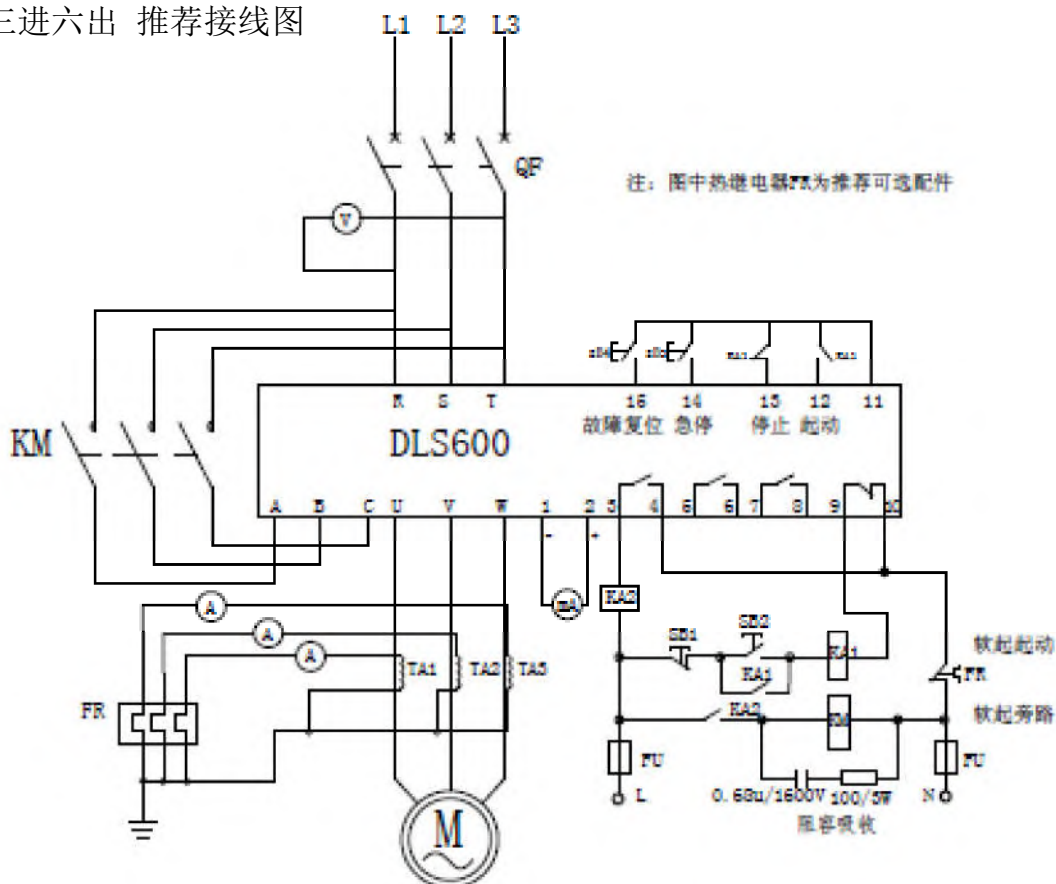 三进六出 推荐接线图
L1 L2 L3
QF
注：图中热继电器FR为推荐可选配件
V
KA1
R S T
15 14 13 12 11
故障复位 急停 停止 起动
KM
DLS600
A B C U V W 1 2 3 4 5 6 7 8 9 10
- +
A
mA
KA2
A
SB1 SB2
KA1
软起起动
A
TA1 TA2 TA3
KA1
FR
FR
KA2
KM
软起旁路
FU
FU
L
0.68u/1600V 100/5W
N
阻容吸收
M